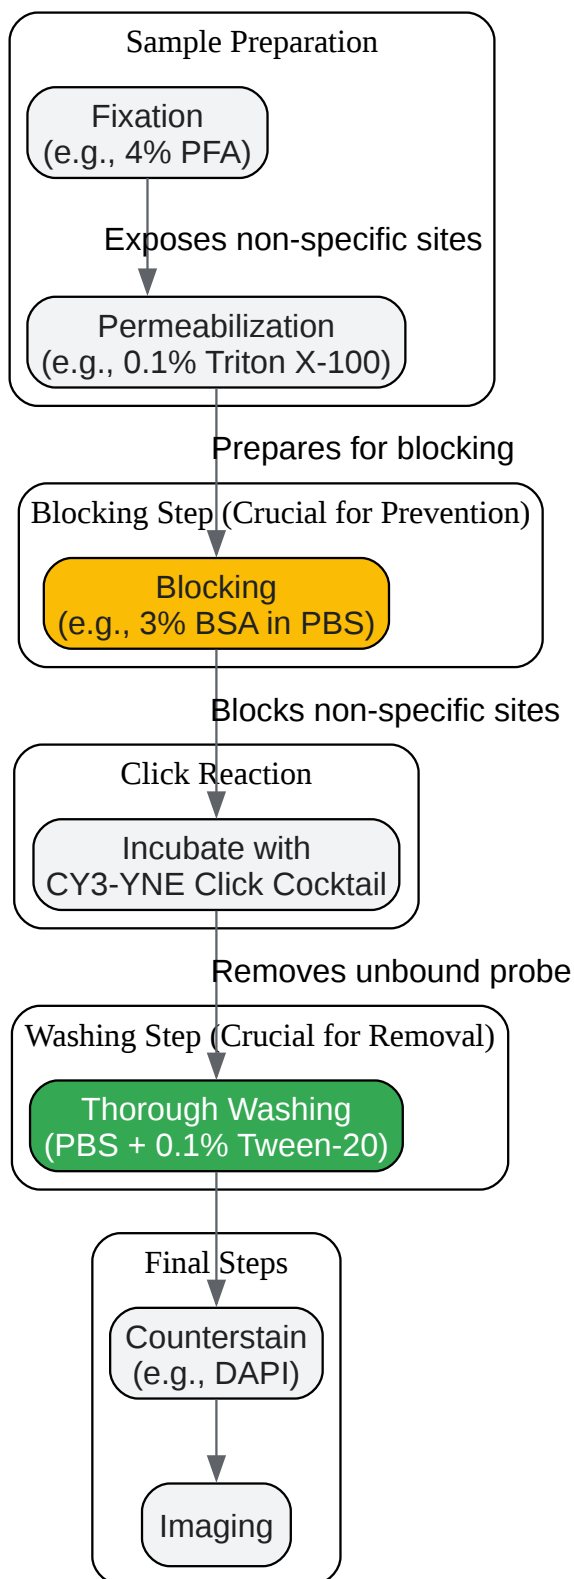 Sample Preparation
Fixation
(e.g., 4% PFA)
Exposes non-specific sites
Permeabilization
(e.g., 0.1% Triton X-100)
Prepares for blocking
Blocking Step (Crucial for Prevention)
Blocking
(e.g., 3% BSA in PBS)
Blocks non-specific sites
Click Reaction
Incubate with
CY3-YNE Click Cocktail
Removes unbound probe
Washing Step (Crucial for Removal)
Thorough Washing
(PBS + 0.1% Tween-20)
Final Steps
Counterstain
(e.g., DAPI)
Imaging